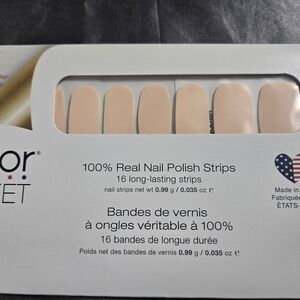 or
100% Real Nail Polish Strips
16 long-lasting strips
nail strips net wt 0.99 g / 0.035 oz e
Bandes de vernis
à ongles véritable à 100%
16 bandes de longue durée
Poids net des bandes de vernis 0.99 g / 0.035 oz e
Made in
Fabriquée
ÉTATS-